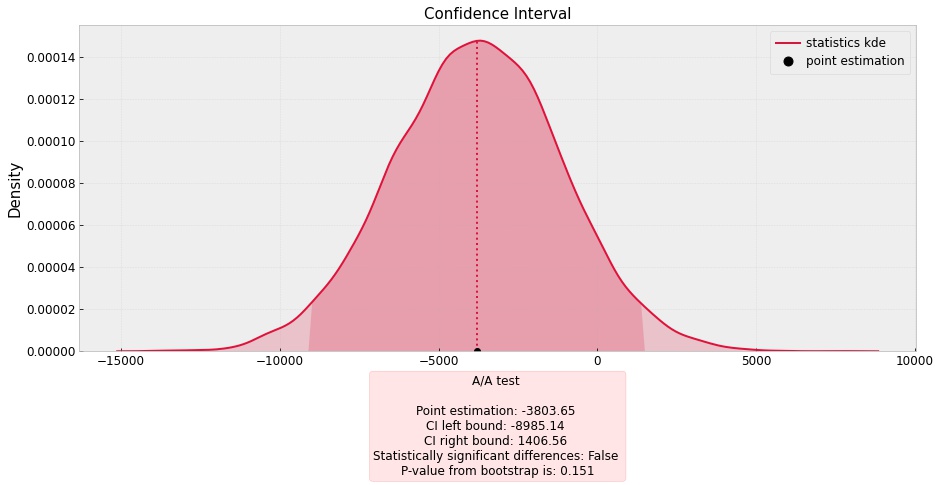 Confidence Interval
statistics kde
point estimation
Density
0.00014
0.00012
0.00010
0.00008
0.00006
0.00004
0.00002
0.00000
−15000 −10000 −5000 0 5000 10000
A/A test
Point estimation: -3803.65
CI left bound: -8985.14
CI right bound: 1406.56
Statistically significant differences: False
P-value from bootstrap is: 0.151